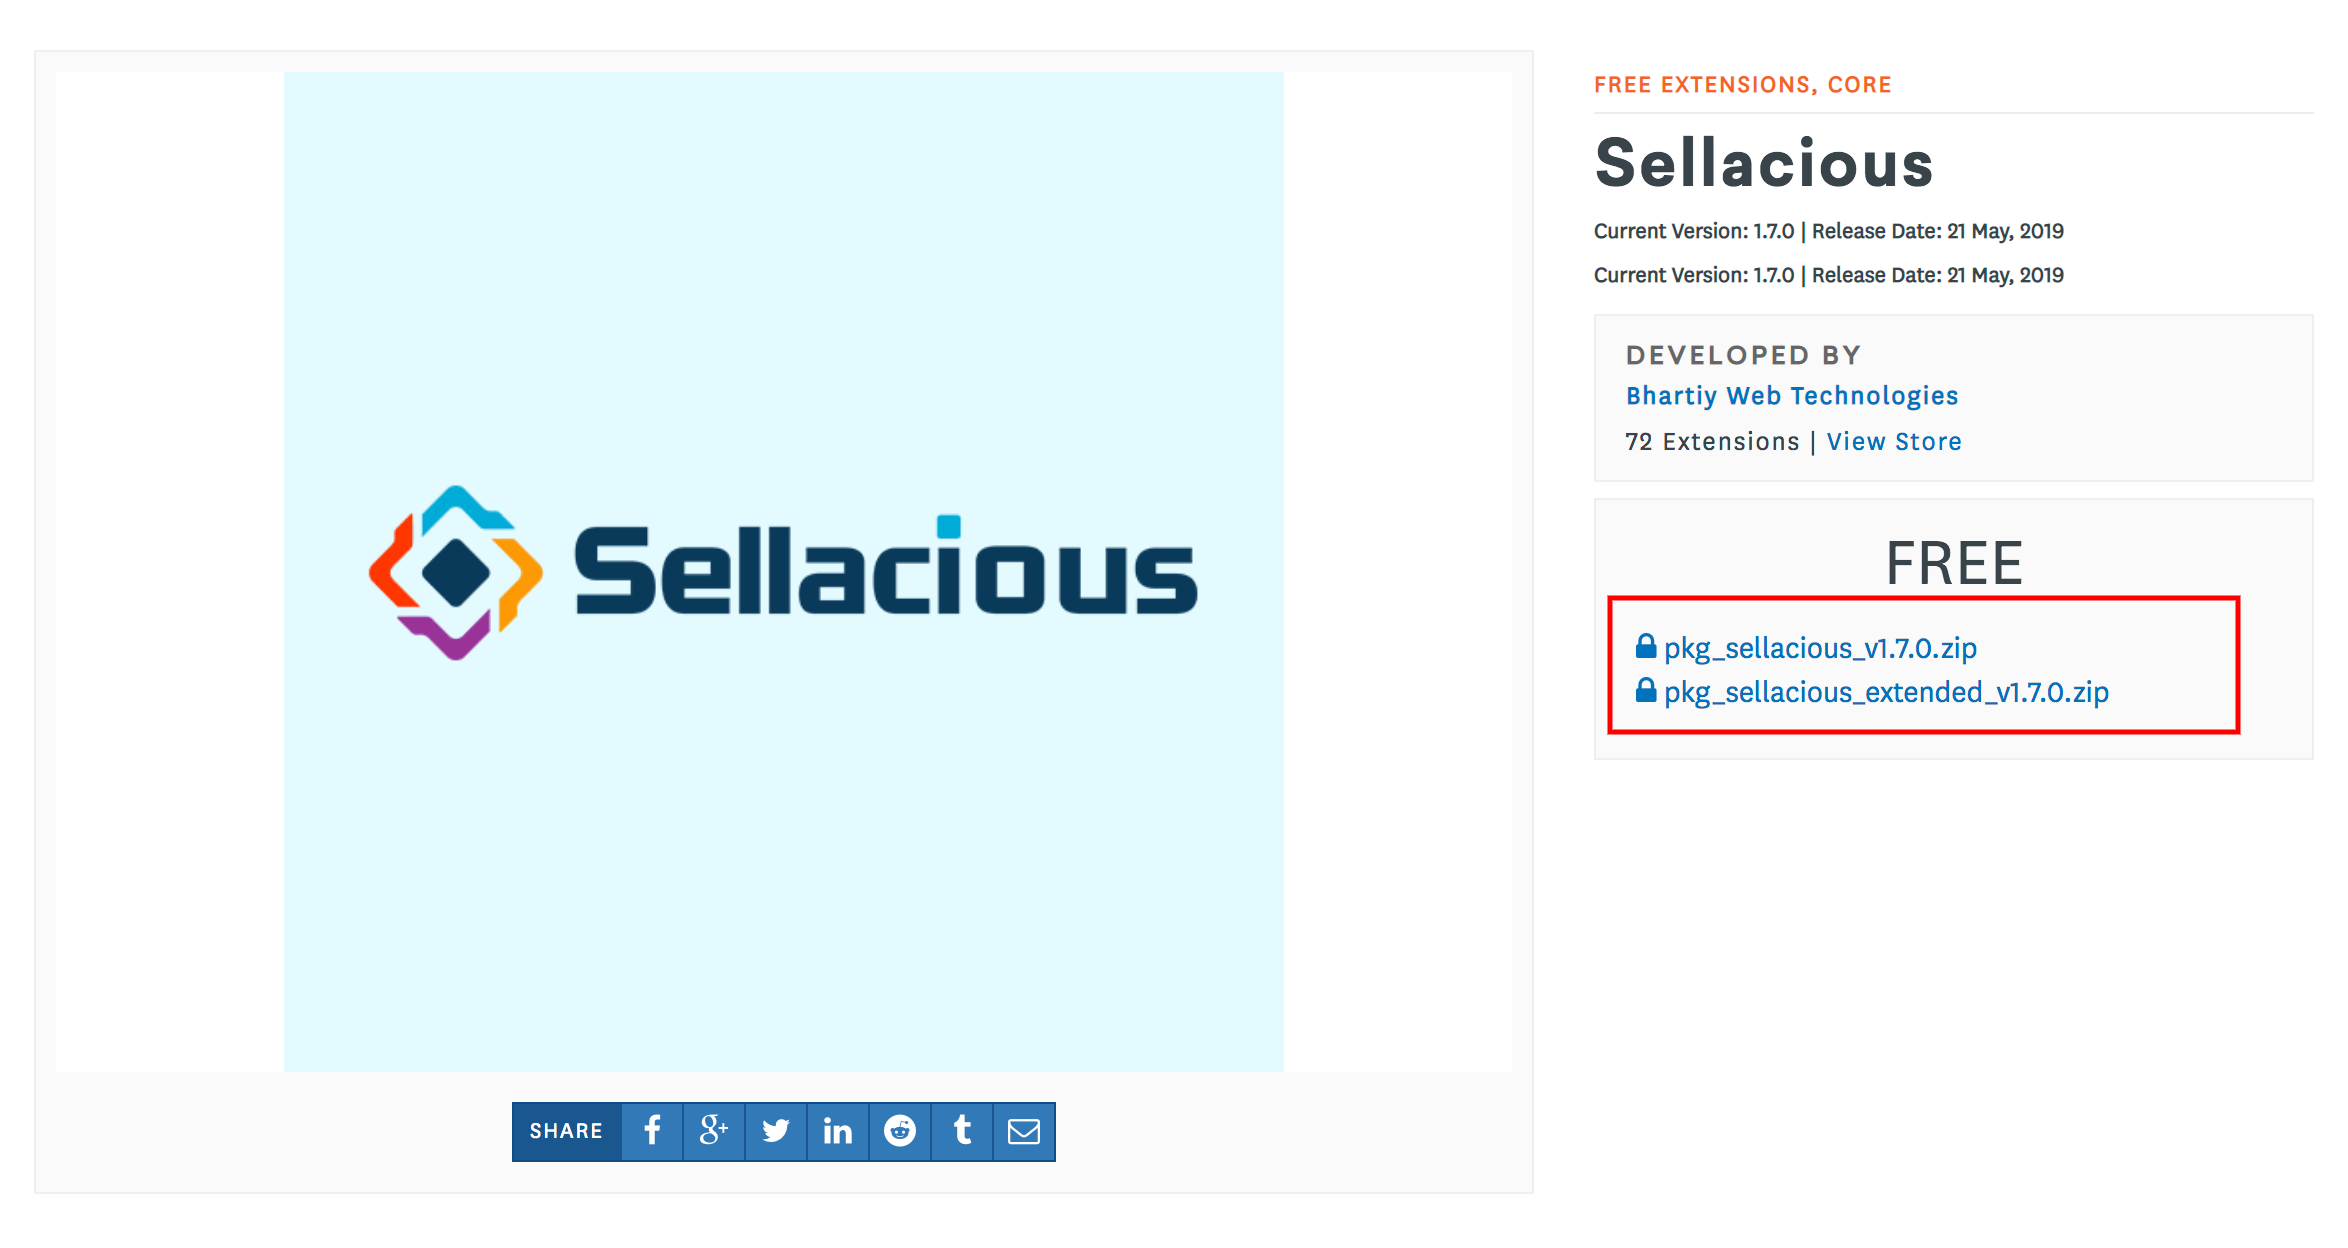 Sellacious
SHARE
FREE EXTENSIONS, CORE
Sellacious
Current Version: 1.7.0 | Release Date: 21 May, 2019
Current Version: 1.7.0 | Release Date: 21 May, 2019
DEVELOPED BY
Bhartiy Web Technologies
72 Extensions | View Store
FREE
pkg_sellacious_v1.7.0.zip
pkg_sellacious_extended_v1.7.0.zip